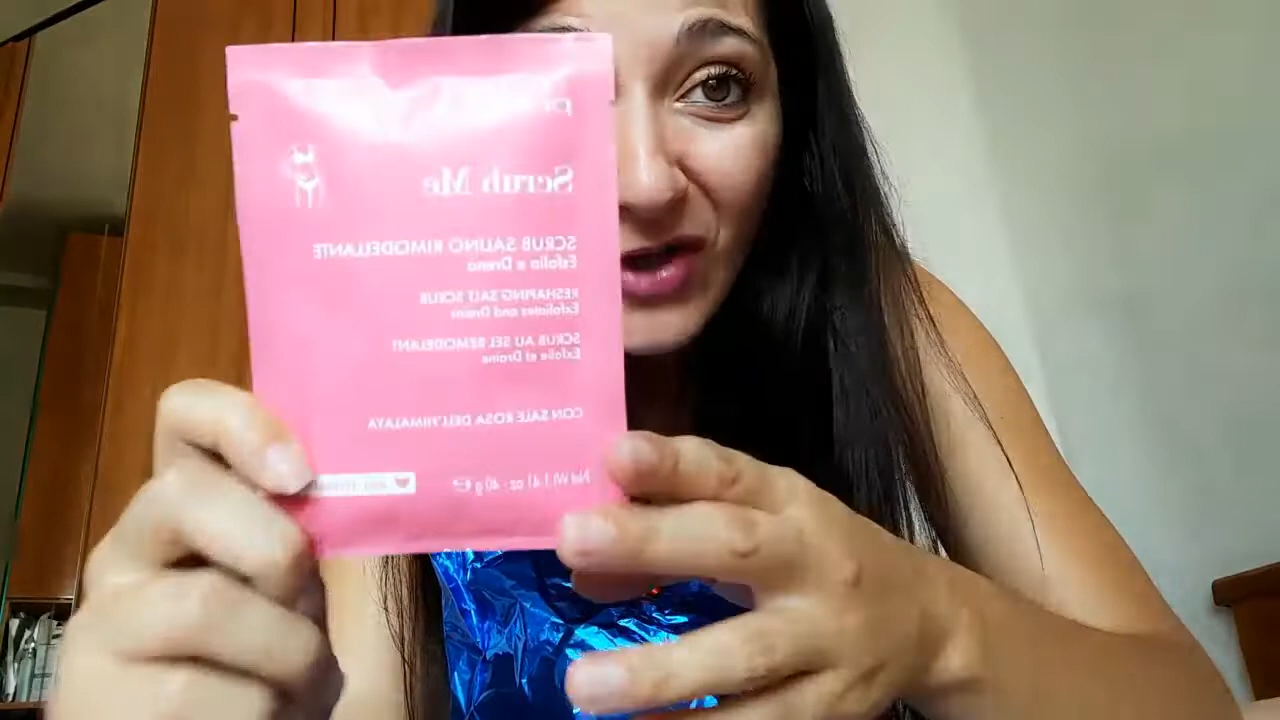 Scrub Me
SCRUB SALINO RIMODELLANTE
Esfolia e Drena
RESHAPING SALT SCRUB
Exfoliates and Drains
SCRUB AU SEL REMODELANT
Exfolie et Draine
CON SALE ROSA DELL'HIMALAYA
Net Wt. 1.41 oz - 40 g ℮